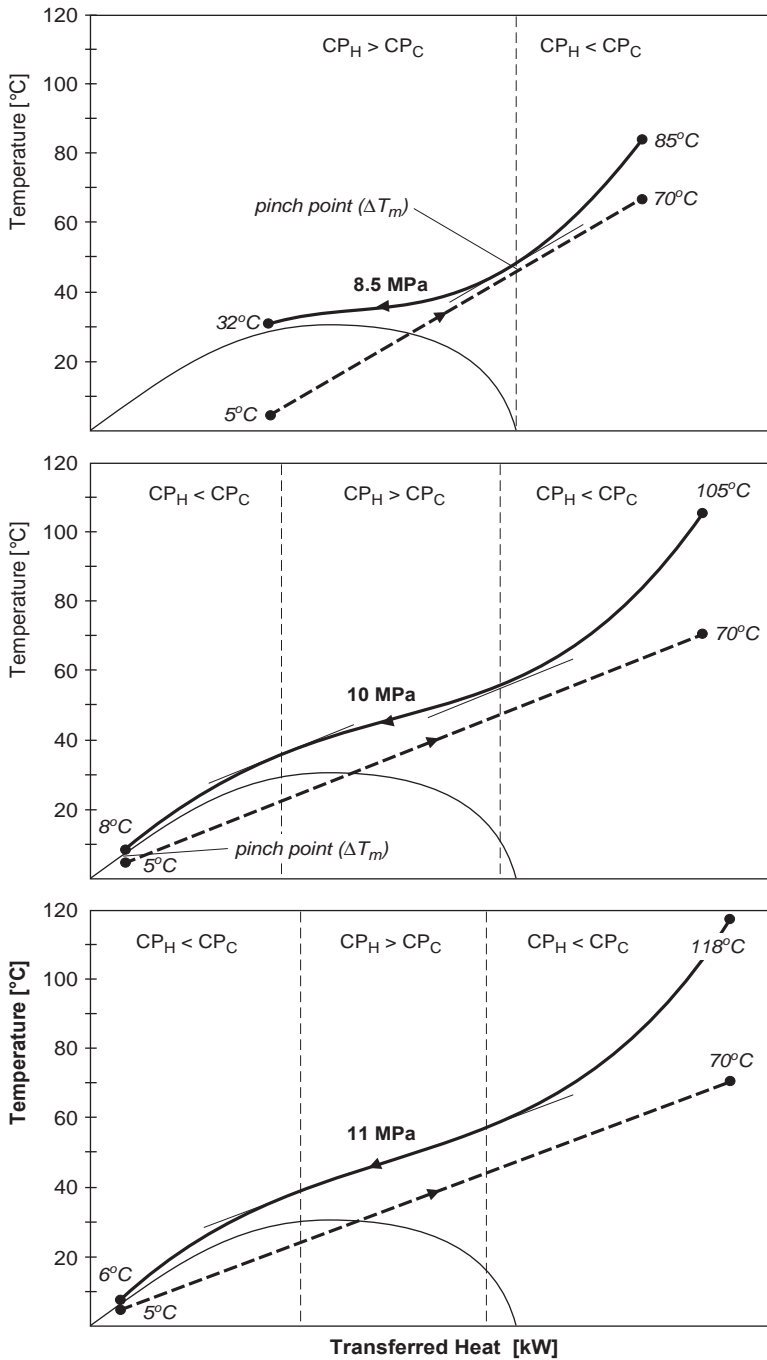 120
CP_H > CP_C
CP_H < CP_C
100
Temperature [°C]
80
85°C
pinch point (ΔT_m)
70°C
60
40
8.5 MPa
32°C
20
5°C
120
CP_H < CP_C
CP_H > CP_C
CP_H < CP_C
105°C
100
Temperature [°C]
80
70°C
60
10 MPa
40
20
8°C
pinch point (ΔT_m)
5°C
120
CP_H < CP_C
CP_H > CP_C
CP_H < CP_C
118°C
100
Temperature [°C]
80
70°C
60
11 MPa
40
20
6°C
5°C
Transferred Heat [kW]